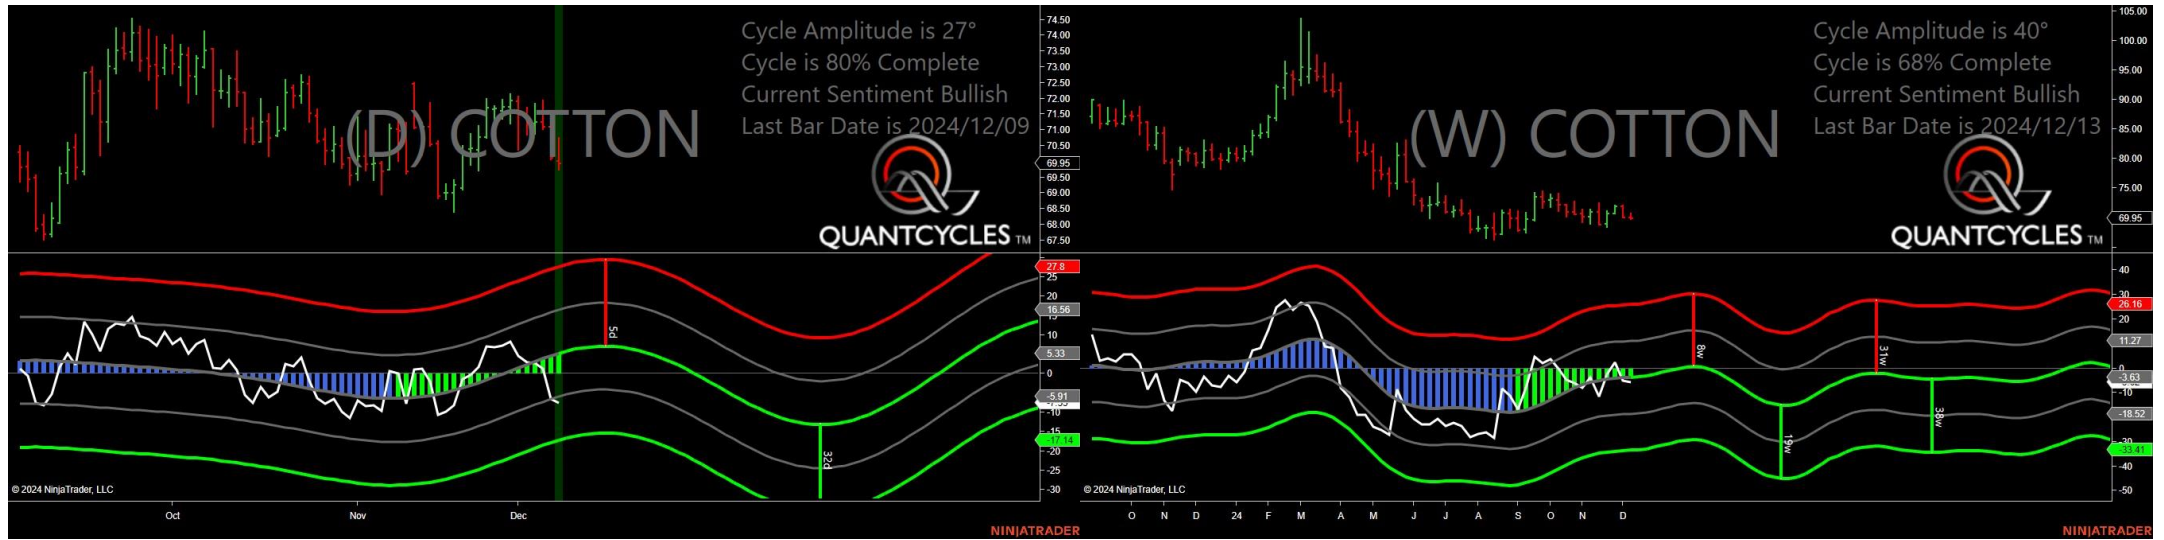 Cycle Amplitude is 27°
Cycle is 80% Complete
Current Sentiment Bullish
Last Bar Date is 2024/12/09
(D) COTTON
QUANTCYCLES TM
74.50
74.00
73.50
73.00
72.50
72.00
71.50
71.00
70.50
69.95
69.50
69.00
68.50
68.00
67.50
27.8
25
20
16.56
15
10
5.33
0
-5.91
-10
-15
-17.14
-20
-25
-30
5d
32d
© 2024 NinjaTrader, LLC
Oct Nov Dec
NINJATRADER
Cycle Amplitude is 40°
Cycle is 68% Complete
Current Sentiment Bullish
Last Bar Date is 2024/12/13
(W) COTTON
QUANTCYCLES TM
105.00
100.00
95.00
90.00
85.00
80.00
75.00
69.95
40
30
26.16
20
11.27
0
-3.63
-10
-18.52
-30
-33.41
-40
-50
8w
19w
31w
38w
© 2024 NinjaTrader, LLC
O N D 24 F M A M J J A S O N D
NINJATRADER